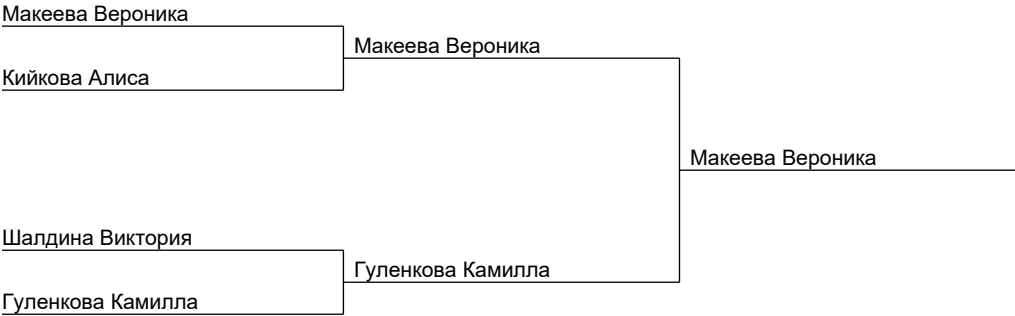 Макеева Вероника
Макеева Вероника
Кийкова Алиса
Макеева Вероника
Шалдина Виктория
Гуленкова Камилла
Гуленкова Камилла